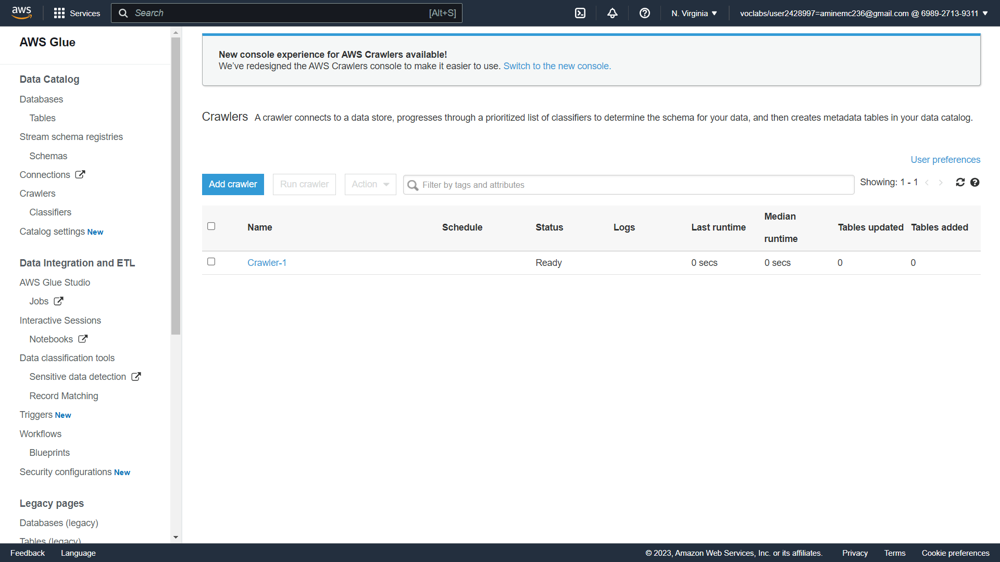 aws
Services
Search
[Alt+S]
N. Virginia
voclabs/user2428997=aminemc236@gmail.com @ 6989-2713-9311
AWS Glue
Data Catalog
Databases
Tables
Stream schema registries
Schemas
Connections
Crawlers
Classifiers
Catalog settings New
Data Integration and ETL
AWS Glue Studio
Jobs
Interactive Sessions
Notebooks
Data classification tools
Sensitive data detection
Record Matching
Triggers New
Workflows
Blueprints
Security configurations New
Legacy pages
Databases (legacy)
Tables (legacy)
New console experience for AWS Crawlers available!
We've redesigned the AWS Crawlers console to make it easier to use. Switch to the new console.
Crawlers A crawler connects to a data store, progresses through a prioritized list of classifiers to determine the schema for your data, and then creates metadata tables in your data catalog.
User preferences
Add crawler
Run crawler
Action
Filter by tags and attributes
Showing: 1 - 1
Name Schedule Status Logs Last runtime Median runtime Tables updated Tables added
Crawler-1 Ready 0 secs 0 secs 0 0
Feedback
Language
© 2023, Amazon Web Services, Inc. or its affiliates.
Privacy
Terms
Cookie preferences